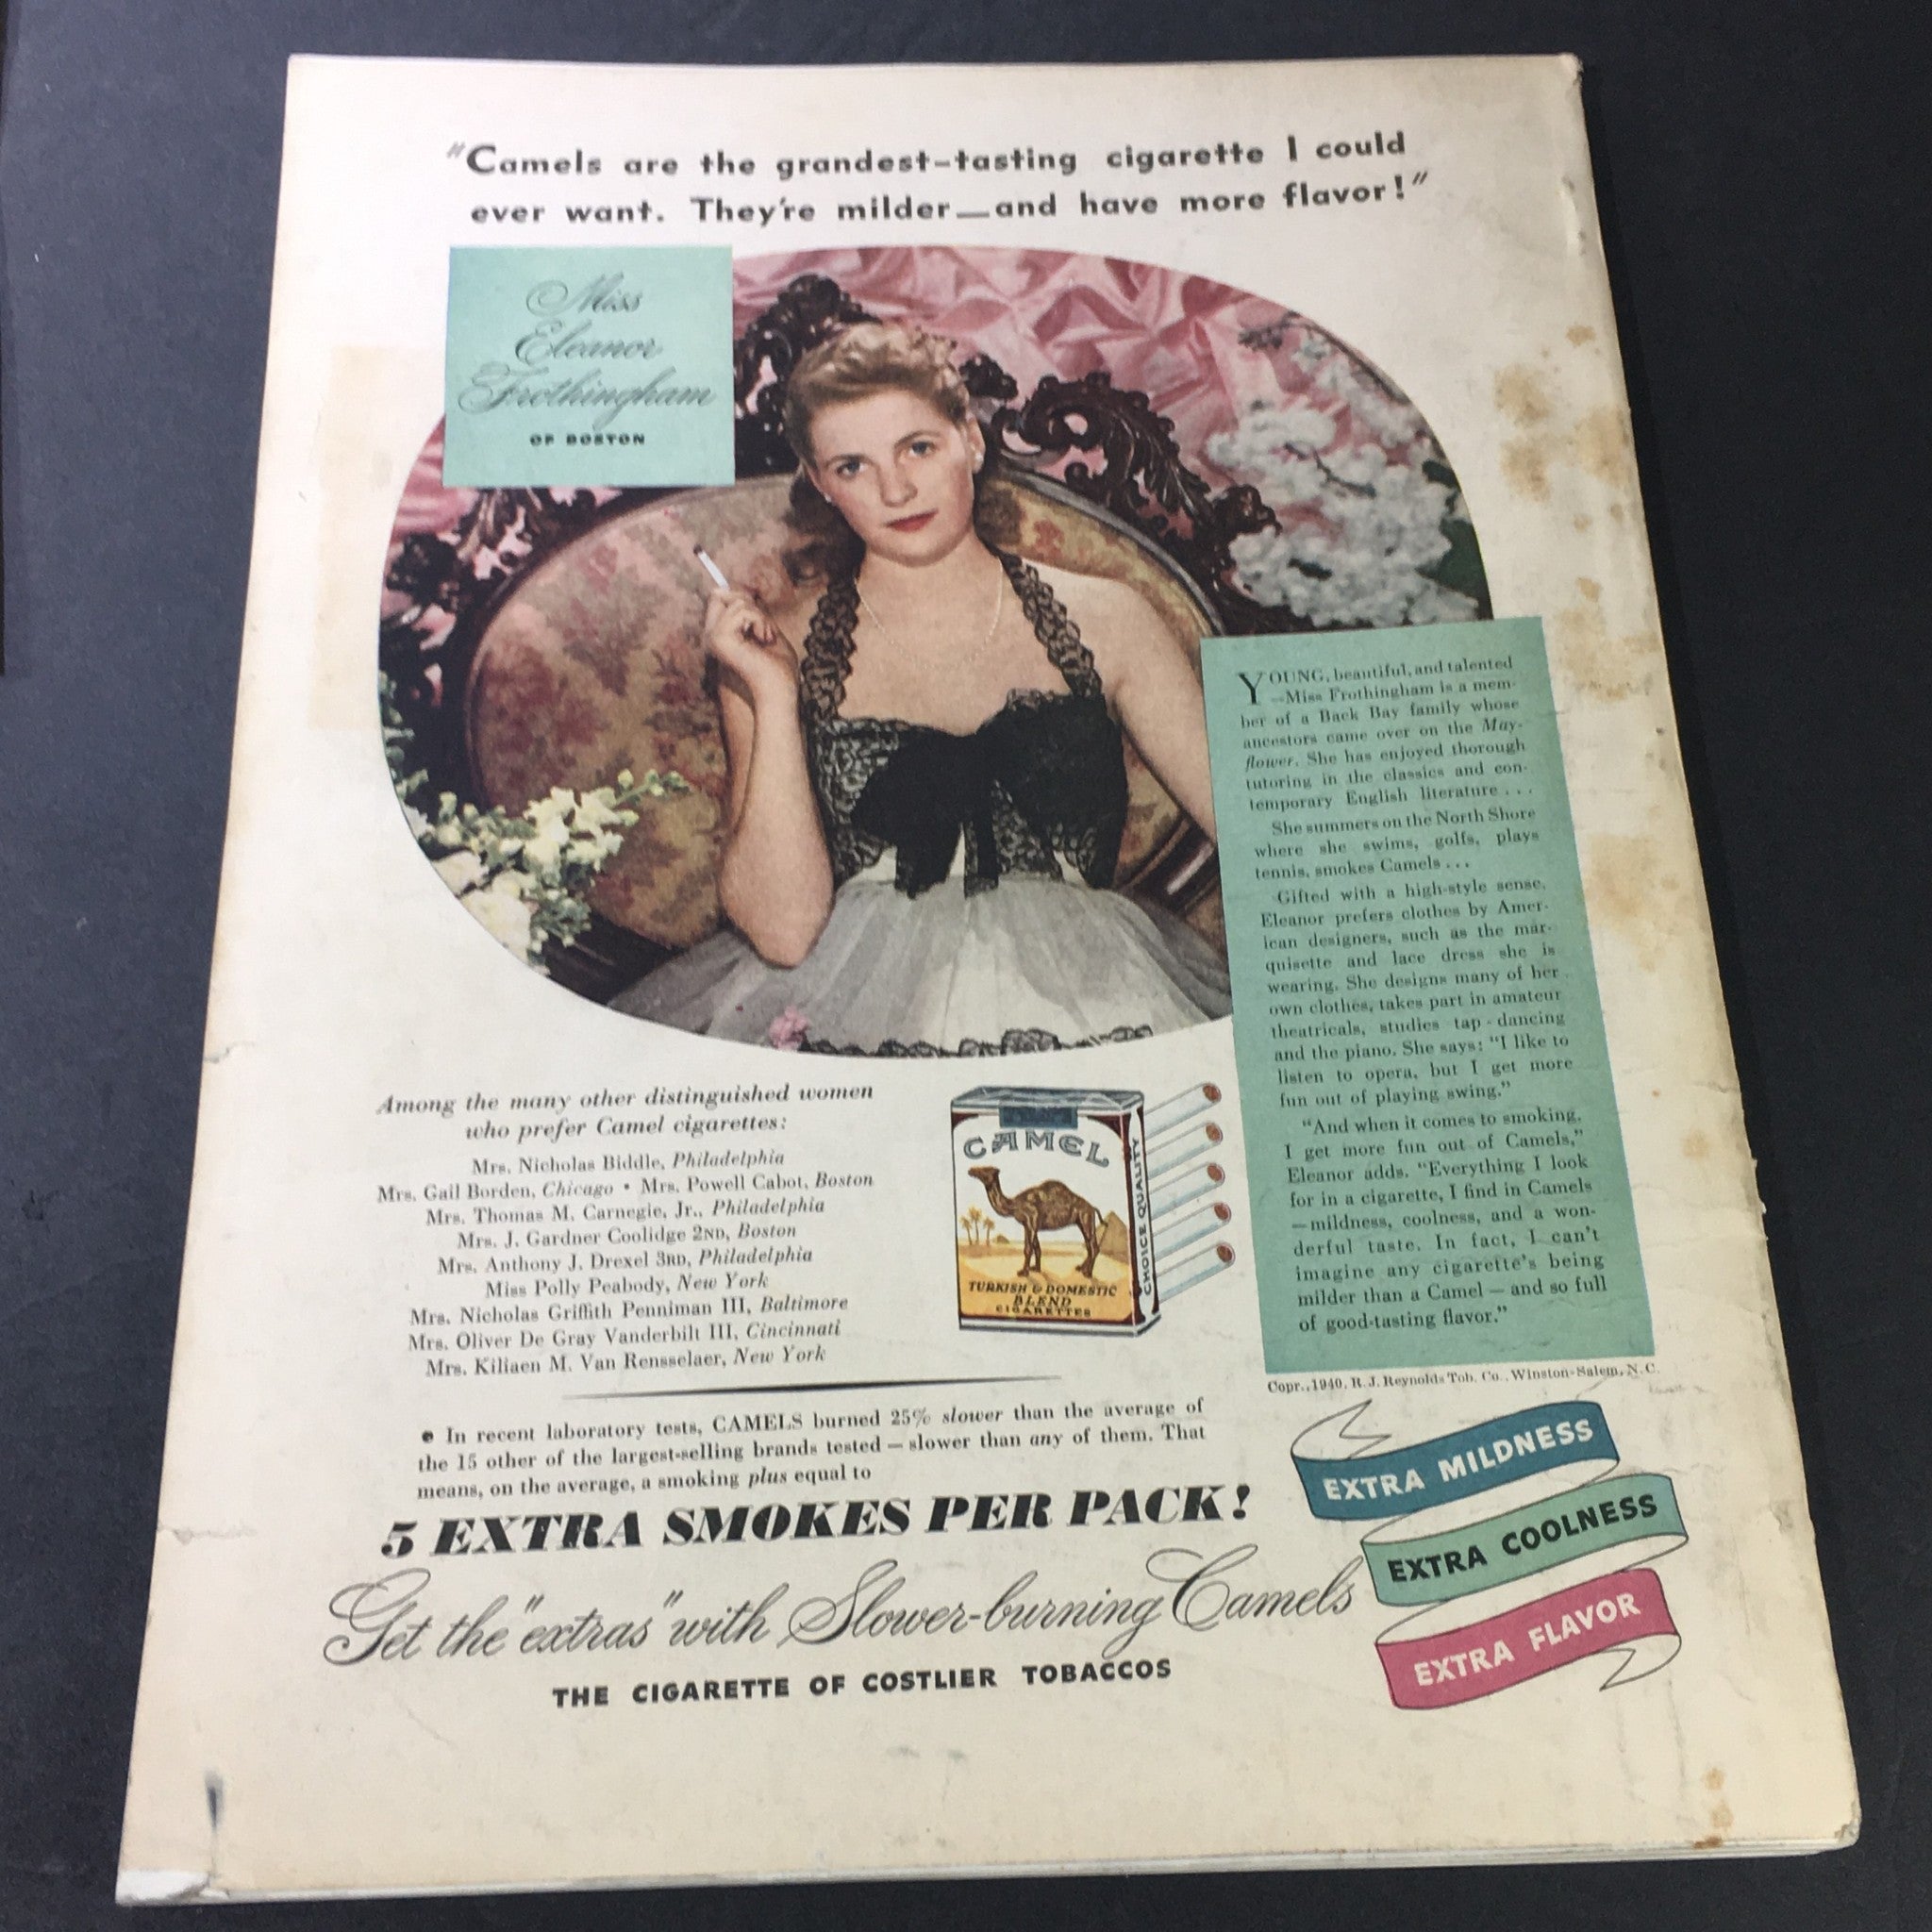 "Camels are the grandest-tasting cigarette I could
ever want. They're milder—and have more flavor!"
Miss
Eleanor
Frothingham
OF BOSTON
YOUNG, beautiful, and talented
—Miss Frothingham is a mem-
ber of a Back Bay family whose
ancestors came over on the May-
flower. She has enjoyed thorough
tutoring in the classics and con-
temporary English literature...
She summers on the North Shore
where she swims, golfs, plays
tennis, smokes Camels...
Gifted with a high-style sense,
Eleanor prefers clothes by Amer-
ican designers, such as the mar-
quisette and lace dress she is
wearing. She designs many of her
own clothes, takes part in amateur
theatricals, studies tap-dancing
and the piano. She says: "I like to
listen to opera, but I get more
fun out of playing swing."
"And when it comes to smoking,
I get more fun out of Camels,"
Eleanor adds. "Everything I look
for in a cigarette, I find in Camels
—mildness, coolness, and a won-
derful taste. In fact, I can't
imagine any cigarette's being
milder than a Camel—and so full
of good-tasting flavor."
Copr., 1940, R. J. Reynolds Tob. Co., Winston-Salem, N. C.
Among the many other distinguished women
who prefer Camel cigarettes:
Mrs. Nicholas Biddle, Philadelphia
Mrs. Gail Borden, Chicago • Mrs. Powell Cabot, Boston
Mrs. Thomas M. Carnegie, Jr., Philadelphia
Mrs. J. Gardner Coolidge 2ND, Boston
Mrs. Anthony J. Drexel 3RD, Philadelphia
Miss Polly Peabody, New York
Mrs. Nicholas Griffith Penniman III, Baltimore
Mrs. Oliver De Gray Vanderbilt III, Cincinnati
Mrs. Kiliaen M. Van Rensselaer, New York
CAMEL
TURKISH & DOMESTIC
BLEND
CIGARETTES
CHOICE QUALITY
• In recent laboratory tests, CAMELS burned 25% slower than the average of
the 15 other of the largest-selling brands tested—slower than any of them. That
means, on the average, a smoking plus equal to
5 EXTRA SMOKES PER PACK!
Get the "extras" with Slower-burning Camels
THE CIGARETTE OF COSTLIER TOBACCOS
EXTRA MILDNESS
EXTRA COOLNESS
EXTRA FLAVOR